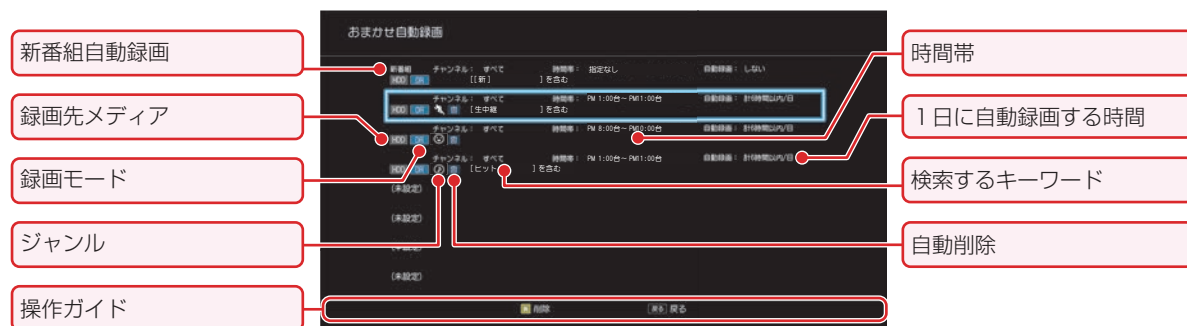 おまかせ自動録画
新番組自動録画
録画先メディア
録画モード
ジャンル
操作ガイド
新番組 チャンネル： すべて 時間帯： 指定なし 自動録画： しない
HDD DR [[新] ]を含む
チャンネル： すべて 時間帯： PM 1:00台～PM11:00台 自動録画： 計6時間以内/日
HDD DR [生中継 ]を含む
チャンネル： すべて 時間帯： PM 8:00台～PM10:00台 自動録画： 計6時間以内/日
HDD DR
チャンネル： すべて 時間帯： PM 1:00台～PM11:00台 自動録画： 計6時間以内/日
HDD DR [ヒット ]を含む
(未設定)
(未設定)
(未設定)
(未設定)
削除 戻る 戻る
時間帯
１日に自動録画する時間
検索するキーワード
自動削除